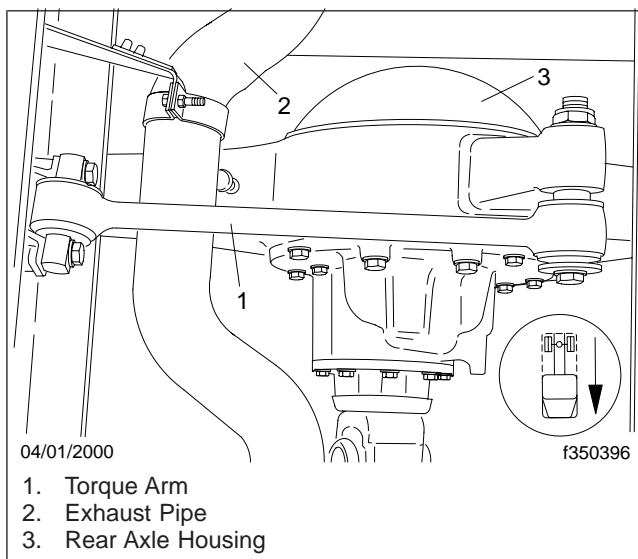 2
3
1
04/01/2000
f350396
1. Torque Arm
2. Exhaust Pipe
3. Rear Axle Housing